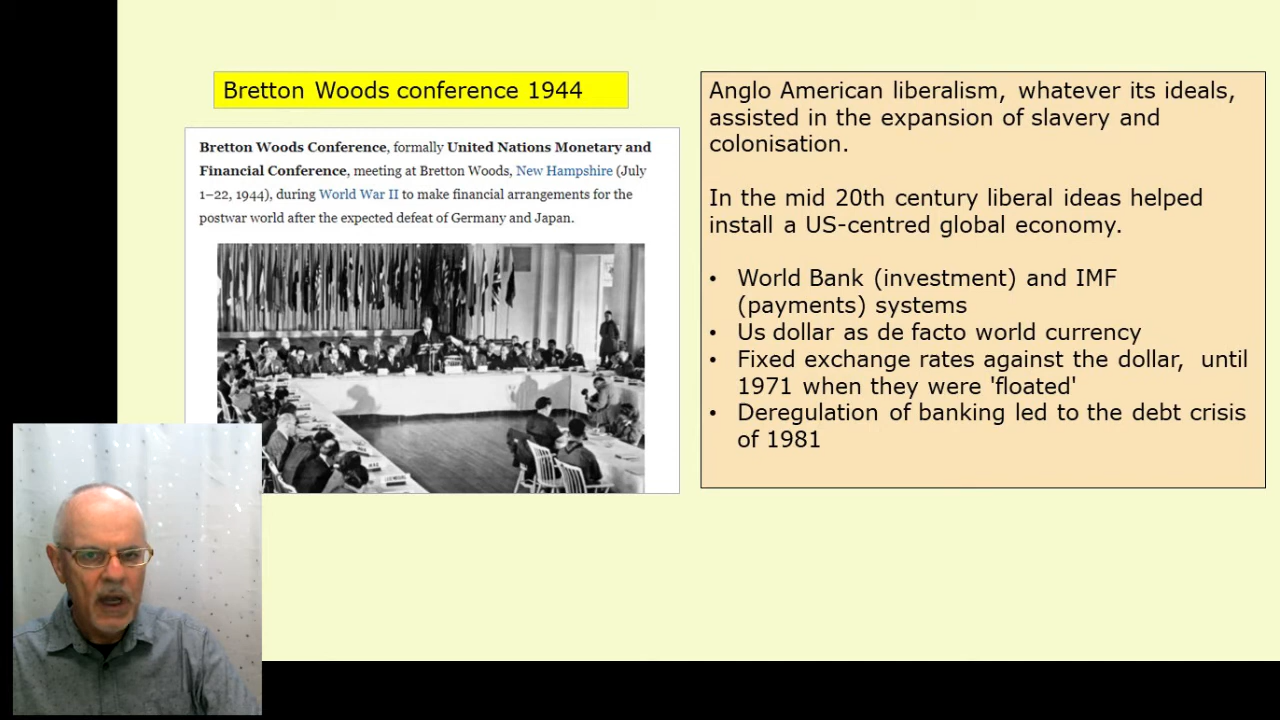 Bretton Woods conference 1944
Bretton Woods Conference, formally United Nations Monetary and
Financial Conference, meeting at Bretton Woods, New Hampshire (July
1–22, 1944), during World War II to make financial arrangements for the
postwar world after the expected defeat of Germany and Japan.
Anglo American liberalism, whatever its ideals,
assisted in the expansion of slavery and
colonisation.
In the mid 20th century liberal ideas helped
install a US-centred global economy.
• World Bank (investment) and IMF
(payments) systems
• Us dollar as de facto world currency
• Fixed exchange rates against the dollar, until
1971 when they were 'floated'
• Deregulation of banking led to the debt crisis
of 1981